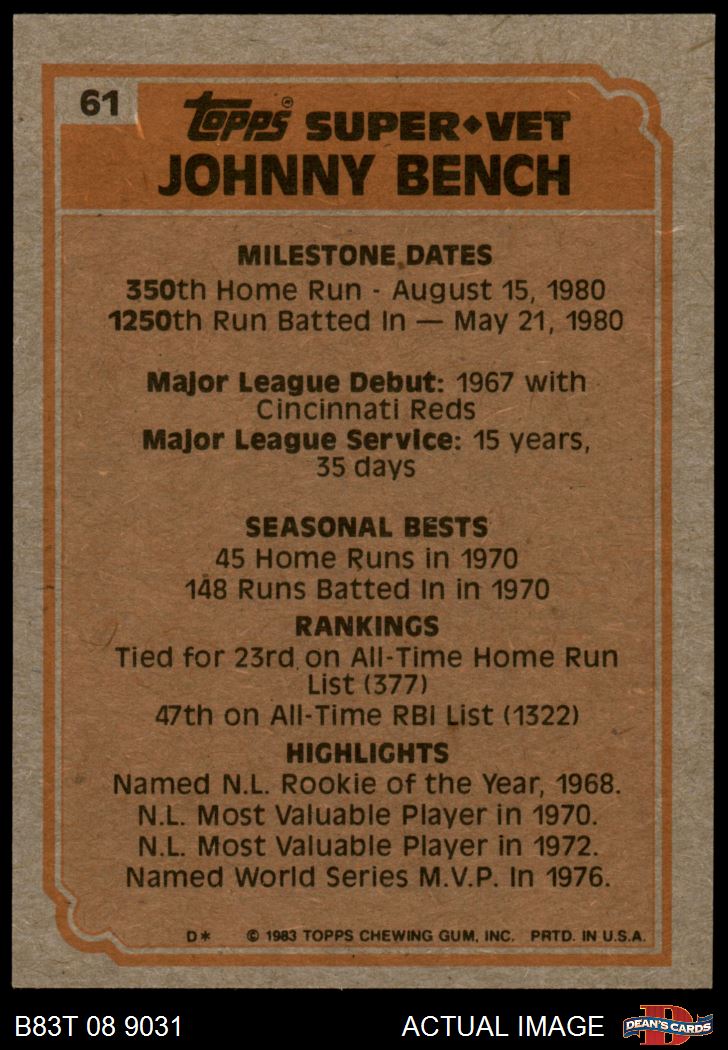 61
Topps® SUPER♦VET
JOHNNY BENCH
MILESTONE DATES
350th Home Run - August 15, 1980
1250th Run Batted In — May 21, 1980
Major League Debut: 1967 with
Cincinnati Reds
Major League Service: 15 years,
35 days
SEASONAL BESTS
45 Home Runs in 1970
148 Runs Batted In in 1970
RANKINGS
Tied for 23rd on All-Time Home Run
List (377)
47th on All-Time RBI List (1322)
HIGHLIGHTS
Named N.L. Rookie of the Year, 1968.
N.L. Most Valuable Player in 1970.
N.L. Most Valuable Player in 1972.
Named World Series M.V.P. In 1976.
D* © 1983 TOPPS CHEWING GUM, INC. PRTD. IN U.S.A.
B83T 08 9031 ACTUAL IMAGE D DEAN'S CARDS